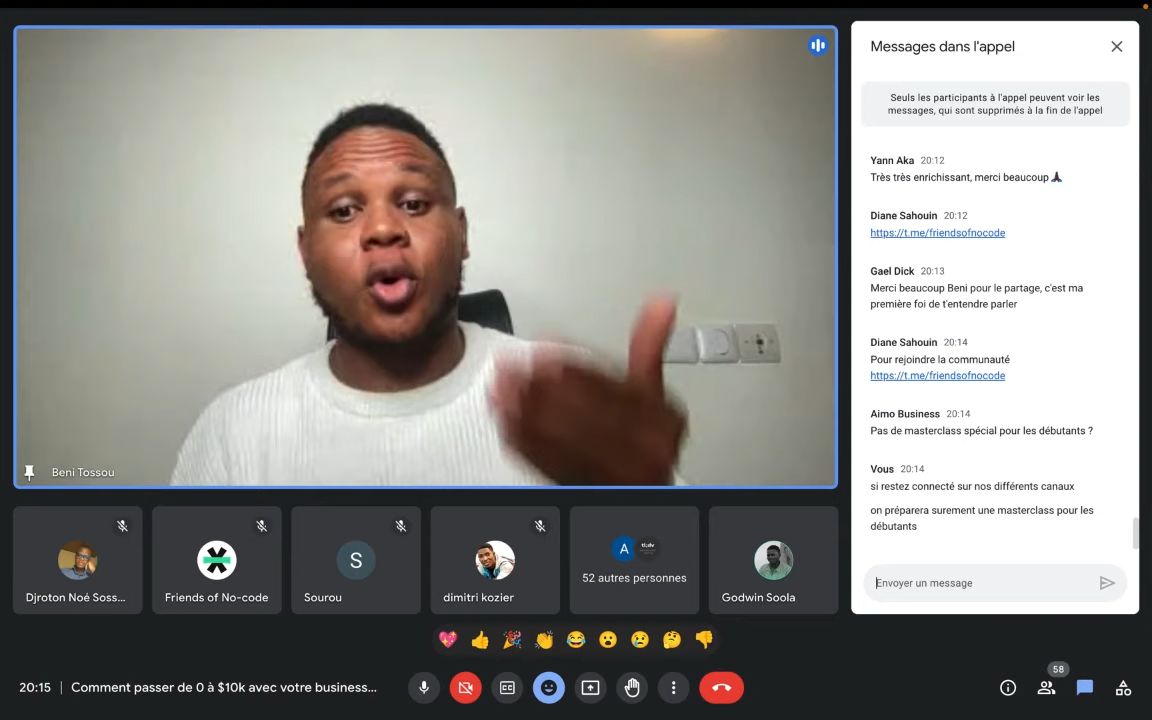 Messages dans l'appel
Seuls les participants à l'appel peuvent voir les
messages, qui sont supprimés à la fin de l'appel
Yann Aka 20:12
Très très enrichissant, merci beaucoup 🙏🏿
Diane Sahouin 20:12
https://t.me/friendsofnocode
Gael Dick 20:13
Merci beaucoup Beni pour le partage, c'est ma
première foi de t'entendre parler
Diane Sahouin 20:14
Pour rejoindre la communauté
https://t.me/friendsofnocode
Aimo Business 20:14
Pas de masterclass spécial pour les débutants ?
Vous 20:14
si restez connecté sur nos différents canaux
on préparera surement une masterclass pour les
débutants
Envoyer un message
Beni Tossou
Djroton Noé Soss...
Friends of No-code
S
Sourou
dimitri kozier
A
52 autres personnes
Godwin Soola
20:15 | Comment passer de 0 à $10k avec votre business...
CC
58